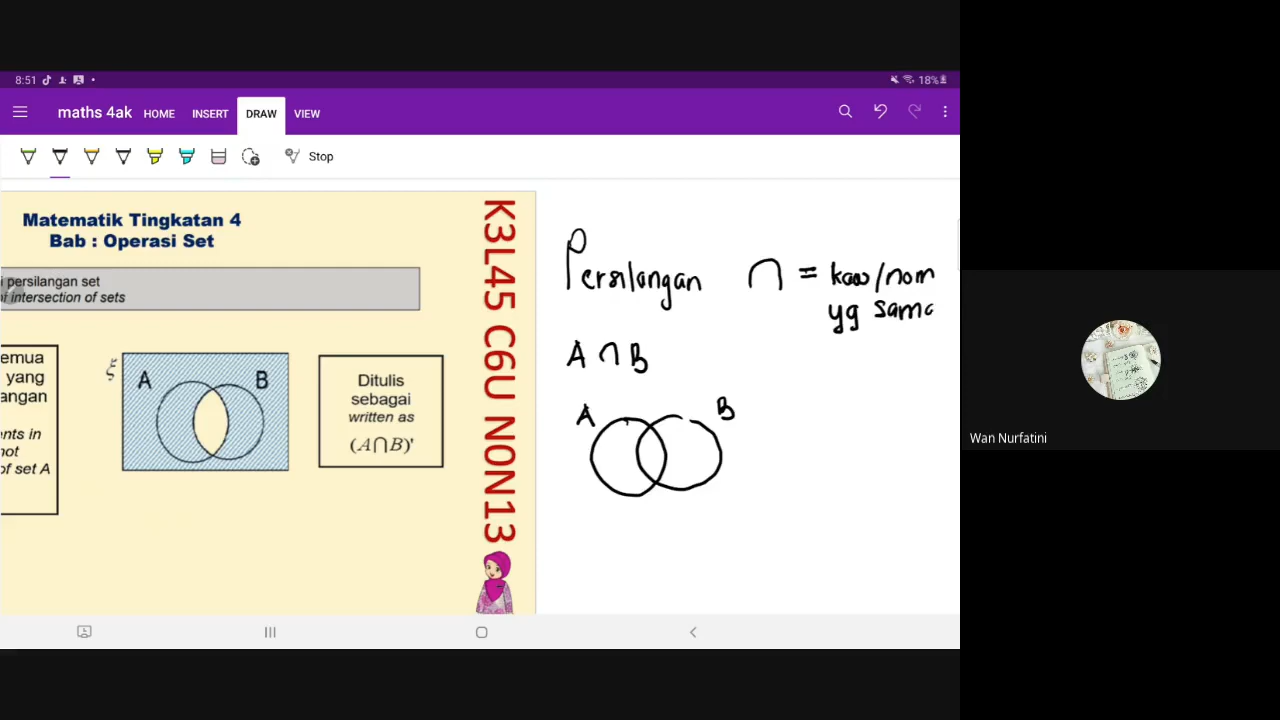 8:51
18%
maths 4ak
HOME
INSERT
DRAW
VIEW
Stop
Matematik Tingkatan 4
Bab : Operasi Set
i persilangan set
of intersection of sets
emua
yang
angan
ents in
not
of set A
ξ
A
B
Ditulis
sebagai
written as
(A∩B)'
K3L45 C6U N0N13
Persilangan ∩ = kaw/nom
yg sama
A ∩ B
A
B
Wan Nurfatini